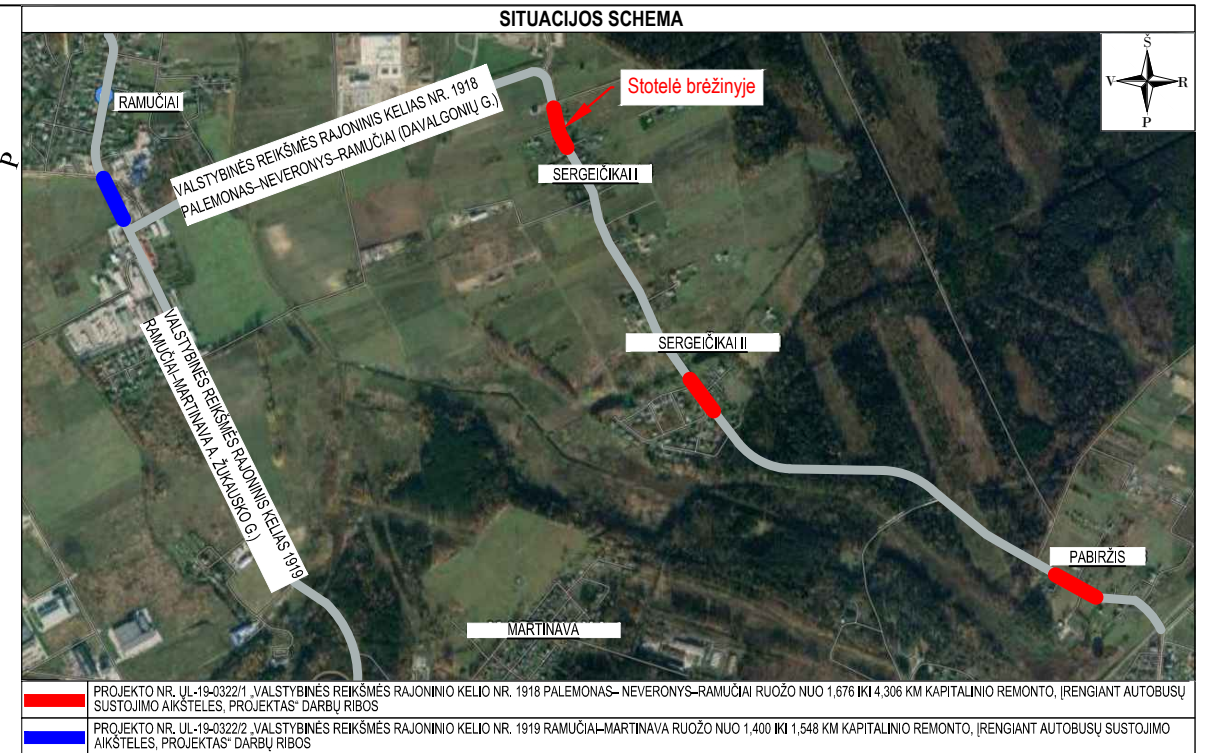 SITUACIJOS SCHEMA
P
Š
V
R
P
RAMUČIAI
Stotelė brėžinyje
VALSTYBINĖS REIKŠMĖS RAJONINIS KELIAS NR. 1918
PALEMONAS–NEVERONYS–RAMUČIAI (DAVALGONIŲ G.)
SERGEIČIKAI I
SERGEIČIKAI II
VALSTYBINĖS REIKŠMĖS RAJONINIS KELIAS 1919
RAMUČIAI–MARTINAVA A. ŽUKAUSKO G.)
PABIRŽIS
MARTINAVA
PROJEKTO NR. UL-19-0322/1 „VALSTYBINĖS REIKŠMĖS RAJONINIO KELIO NR. 1918 PALEMONAS– NEVERONYS–RAMUČIAI RUOŽO NUO 1,676 IKI 4,306 KM KAPITALINIO REMONTO, ĮRENGIANT AUTOBUSŲ
SUSTOJIMO AIKŠTELES, PROJEKTAS“ DARBŲ RIBOS
PROJEKTO NR. UL-19-0322/2 „VALSTYBINĖS REIKŠMĖS RAJONINIO KELIO NR. 1919 RAMUČIAI–MARTINAVA RUOŽO NUO 1,400 IKI 1,548 KM KAPITALINIO REMONTO, ĮRENGIANT AUTOBUSŲ SUSTOJIMO
AIKŠTELES, PROJEKTAS“ DARBŲ RIBOS